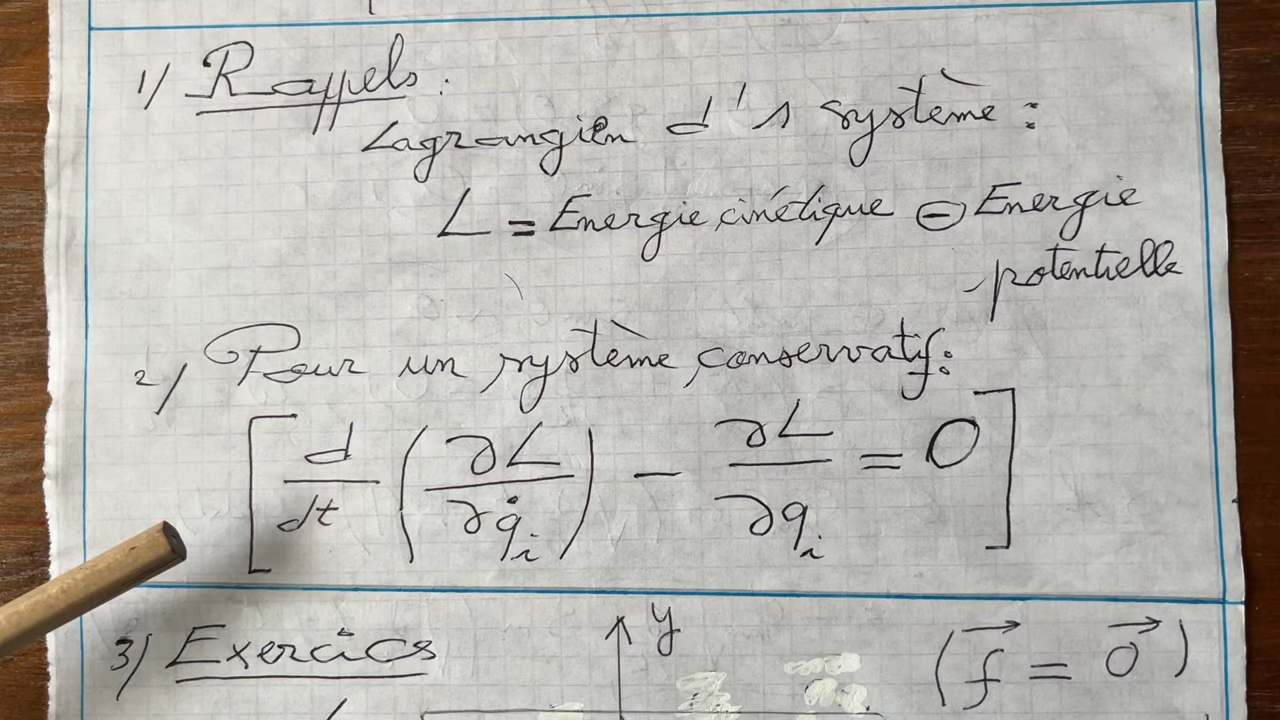 1) Rappels :
Lagrangien d'1 système :
L = Energie cinétique ⊖ Energie
potentielle
2) Pour un système conservatif :
[ d/dt ( ∂L/∂q̇ᵢ ) − ∂L/∂qᵢ = 0 ]
3) Exercics
y
( f⃗ = 0⃗ )